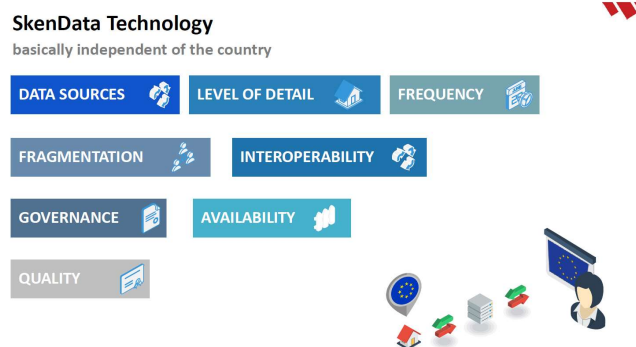 SkenData Technology
basically independent of the country
DATA SOURCES
LEVEL OF DETAIL
FREQUENCY
FRAGMENTATION
INTEROPERABILITY
GOVERNANCE
AVAILABILITY
QUALITY